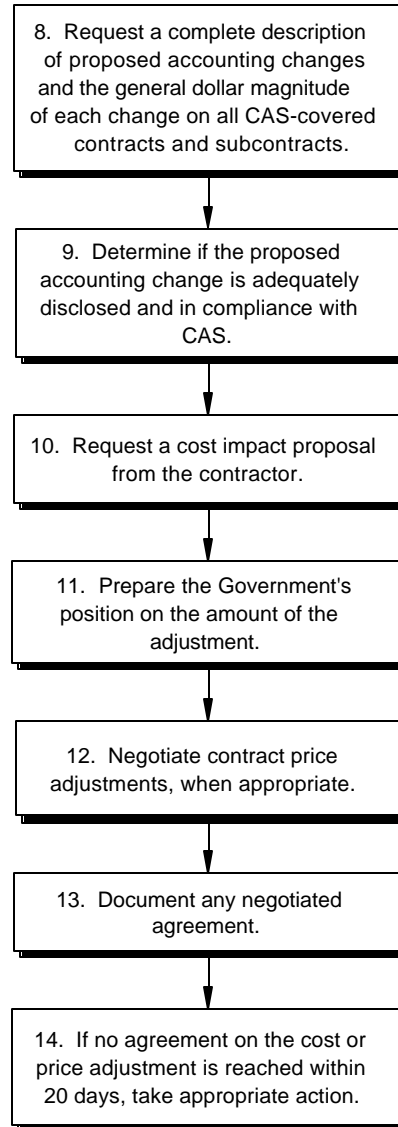 8. Request a complete description
of proposed accounting changes
and the general dollar magnitude
of each change on all CAS-covered
contracts and subcontracts.
9. Determine if the proposed
accounting change is adequately
disclosed and in compliance with
CAS.
10. Request a cost impact proposal
from the contractor.
11. Prepare the Government's
position on the amount of the
adjustment.
12. Negotiate contract price
adjustments, when appropriate.
13. Document any negotiated
agreement.
14. If no agreement on the cost or
price adjustment is reached within
20 days, take appropriate action.